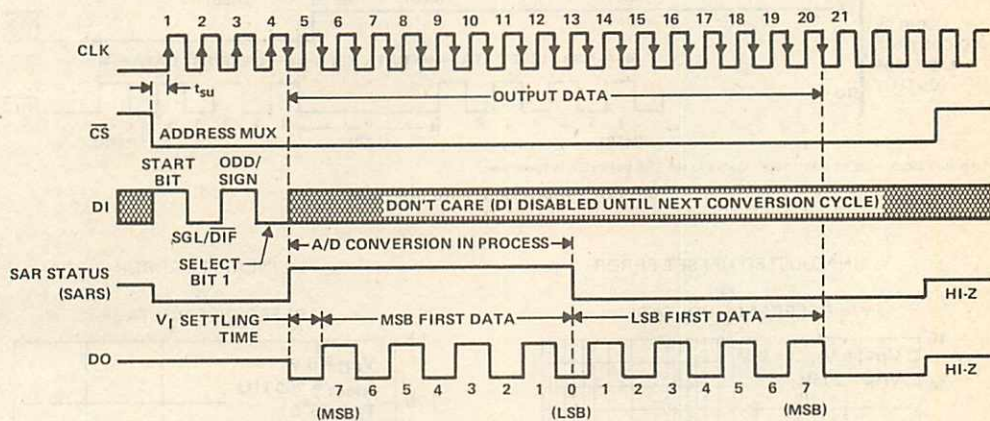 1 2 3 4 5 6 7 8 9 10 11 12 13 14 15 16 17 18 19 20 21
CLK
tsu
OUTPUT DATA
CS
ADDRESS MUX
START BIT
ODD/ SIGN
DI
DON'T CARE (DI DISABLED UNTIL NEXT CONVERSION CYCLE)
SGL/DIF
A/D CONVERSION IN PROCESS
SAR STATUS
(SARS)
SELECT
BIT 1
HI-Z
VI SETTLING
TIME
MSB FIRST DATA
LSB FIRST DATA
DO
HI-Z
7 6 5 4 3 2 1 0 1 2 3 4 5 6 7
(MSB) (LSB) (MSB)